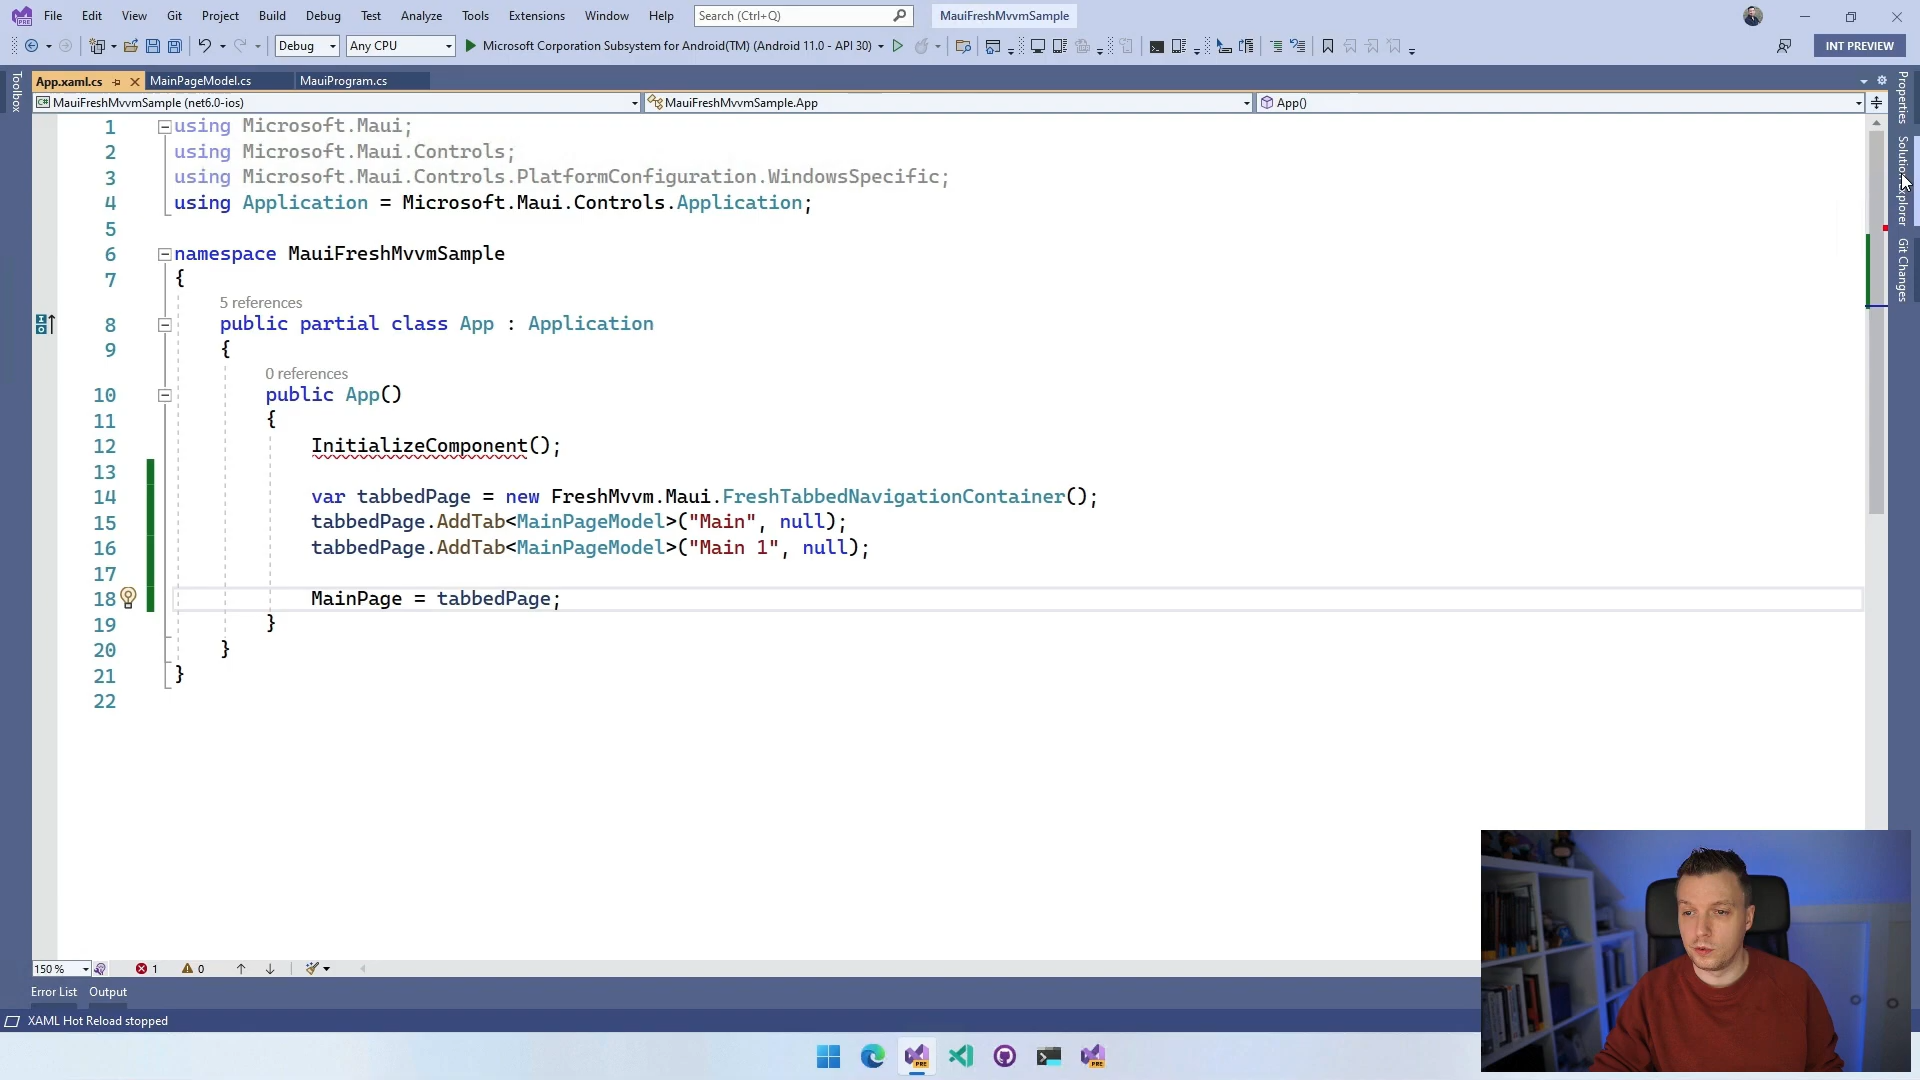 File Edit View Git Project Build Debug Test Analyze Tools Extensions Window Help Search (Ctrl+Q) MauiFreshMvvmSample
Debug Any CPU Microsoft Corporation Subsystem for Android(TM) (Android 11.0 - API 30) INT PREVIEW
Toolbox
App.xaml.cs MainPageModel.cs MauiProgram.cs
MauiFreshMvvmSample (net6.0-ios) MauiFreshMvvmSample.App App()
1 using Microsoft.Maui;
2 using Microsoft.Maui.Controls;
3 using Microsoft.Maui.Controls.PlatformConfiguration.WindowsSpecific;
4 using Application = Microsoft.Maui.Controls.Application;
5
6 namespace MauiFreshMvvmSample
7 {
5 references
8 public partial class App : Application
9 {
0 references
10 public App()
11 {
12 InitializeComponent();
13
14 var tabbedPage = new FreshMvvm.Maui.FreshTabbedNavigationContainer();
15 tabbedPage.AddTab<MainPageModel>("Main", null);
16 tabbedPage.AddTab<MainPageModel>("Main 1", null);
17
18 MainPage = tabbedPage;
19 }
20 }
21 }
22
Properties
Solution Explorer
Git Changes
150 % 1 0
Error List Output
XAML Hot Reload stopped